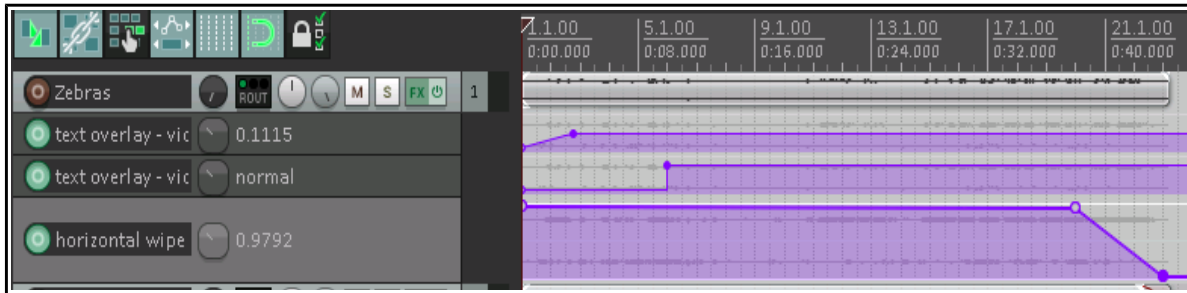 1.1.00 5.1.00 9.1.00 13.1.00 17.1.00 21.1.00
0:00.000 0:08.000 0:16.000 0:24.000 0:32.000 0:40.000
Zebras ROUT M S FX 1
text overlay - vic 0.1115
text overlay - vic normal
horizontal wipe 0.9792